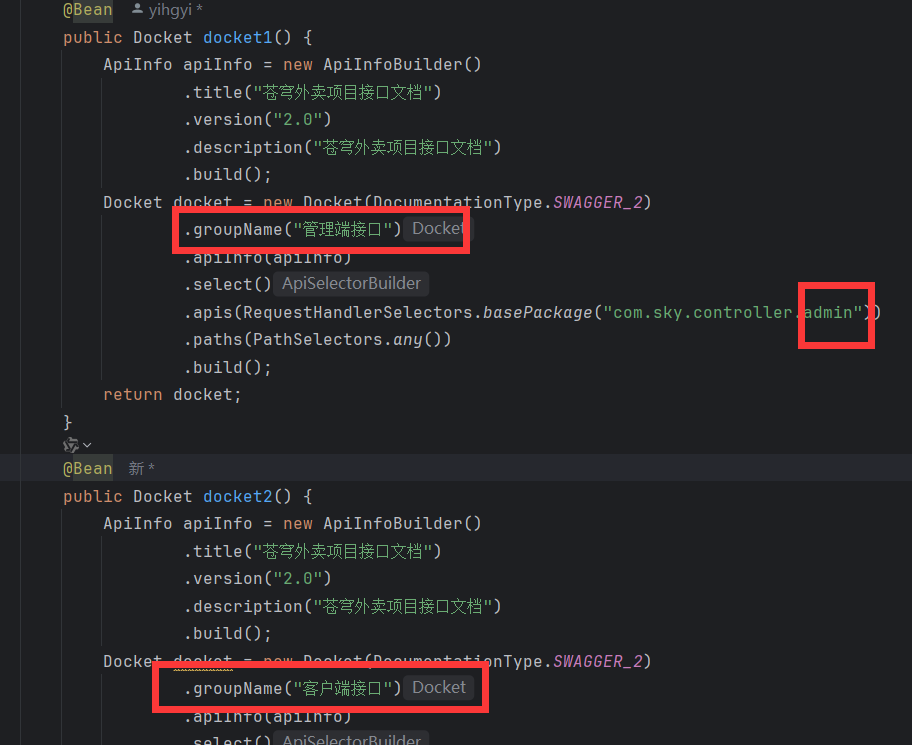 @Bean yihgyi *
public Docket docket1() {
ApiInfo apiInfo = new ApiInfoBuilder()
.title("苍穹外卖项目接口文档")
.version("2.0")
.description("苍穹外卖项目接口文档")
.build();
Docket docket = new Docket(DocumentationType.SWAGGER_2)
.groupName("管理端接口") Docket
.apiInfo(apiInfo)
.select() ApiSelectorBuilder
.apis(RequestHandlerSelectors.basePackage("com.sky.controller.admin"))
.paths(PathSelectors.any())
.build();
return docket;
}
@Bean 新 *
public Docket docket2() {
ApiInfo apiInfo = new ApiInfoBuilder()
.title("苍穹外卖项目接口文档")
.version("2.0")
.description("苍穹外卖项目接口文档")
.build();
Docket docket = new Docket(DocumentationType.SWAGGER_2)
.groupName("客户端接口") Docket
.apiInfo(apiInfo)
.select() ApiSelectorBuilder